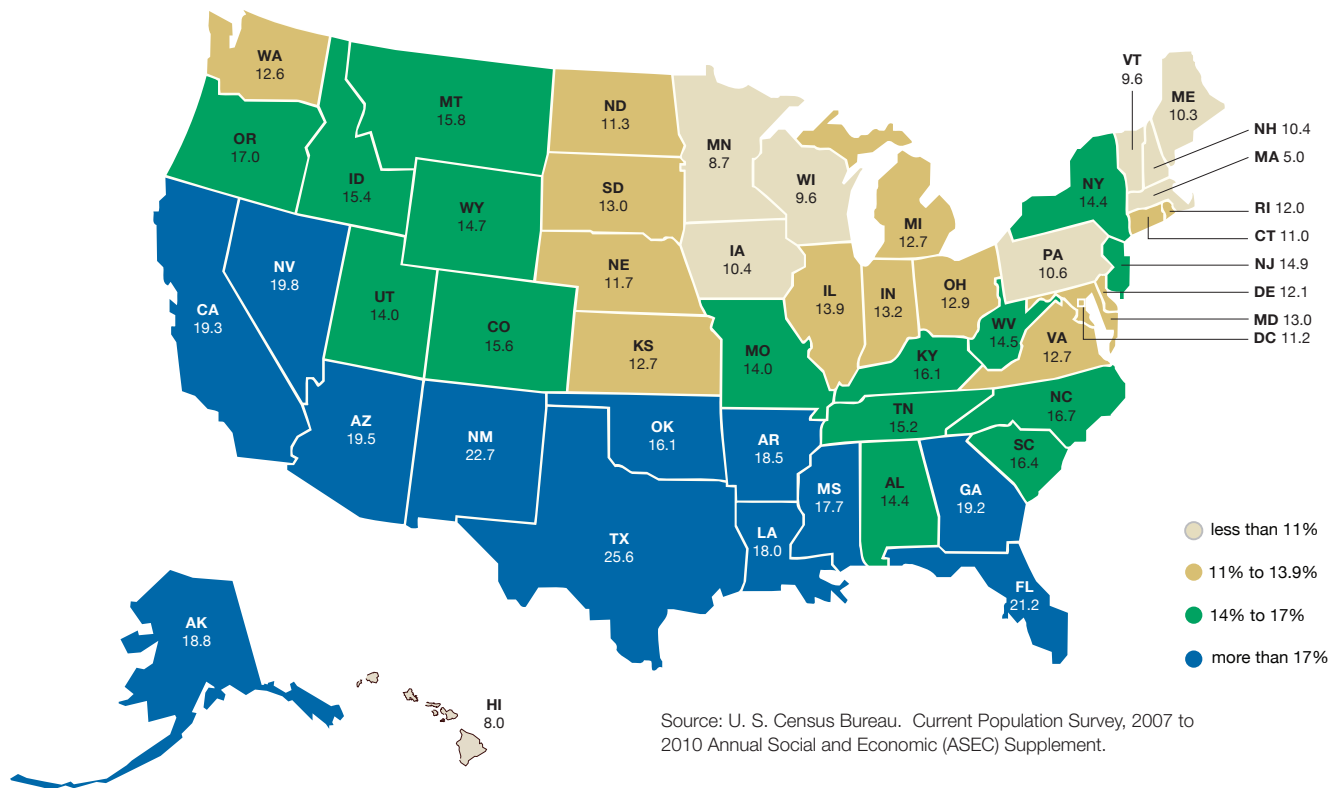 WA
12.6
OR
17.0
MT
15.8
ID
15.4
WY
14.7
ND
11.3
SD
13.0
NE
11.7
KS
12.7
MN
8.7
WI
9.6
IA
10.4
MI
12.7
IL
13.9
IN
13.2
OH
12.9
PA
10.6
NY
14.4
VT
9.6
ME
10.3
NH 10.4
MA 5.0
RI 12.0
CT 11.0
NJ 14.9
DE 12.1
MD 13.0
DC 11.2
CA
19.3
NV
19.8
UT
14.0
CO
15.6
MO
14.0
KY
16.1
WV
14.5
VA
12.7
AZ
19.5
NM
22.7
OK
16.1
AR
18.5
TN
15.2
NC
16.7
SC
16.4
TX
25.6
LA
18.0
MS
17.7
AL
14.4
GA
19.2
FL
21.2
AK
18.8
HI
8.0
less than 11%
11% to 13.9%
14% to 17%
more than 17%
Source: U. S. Census Bureau. Current Population Survey, 2007 to
2010 Annual Social and Economic (ASEC) Supplement.